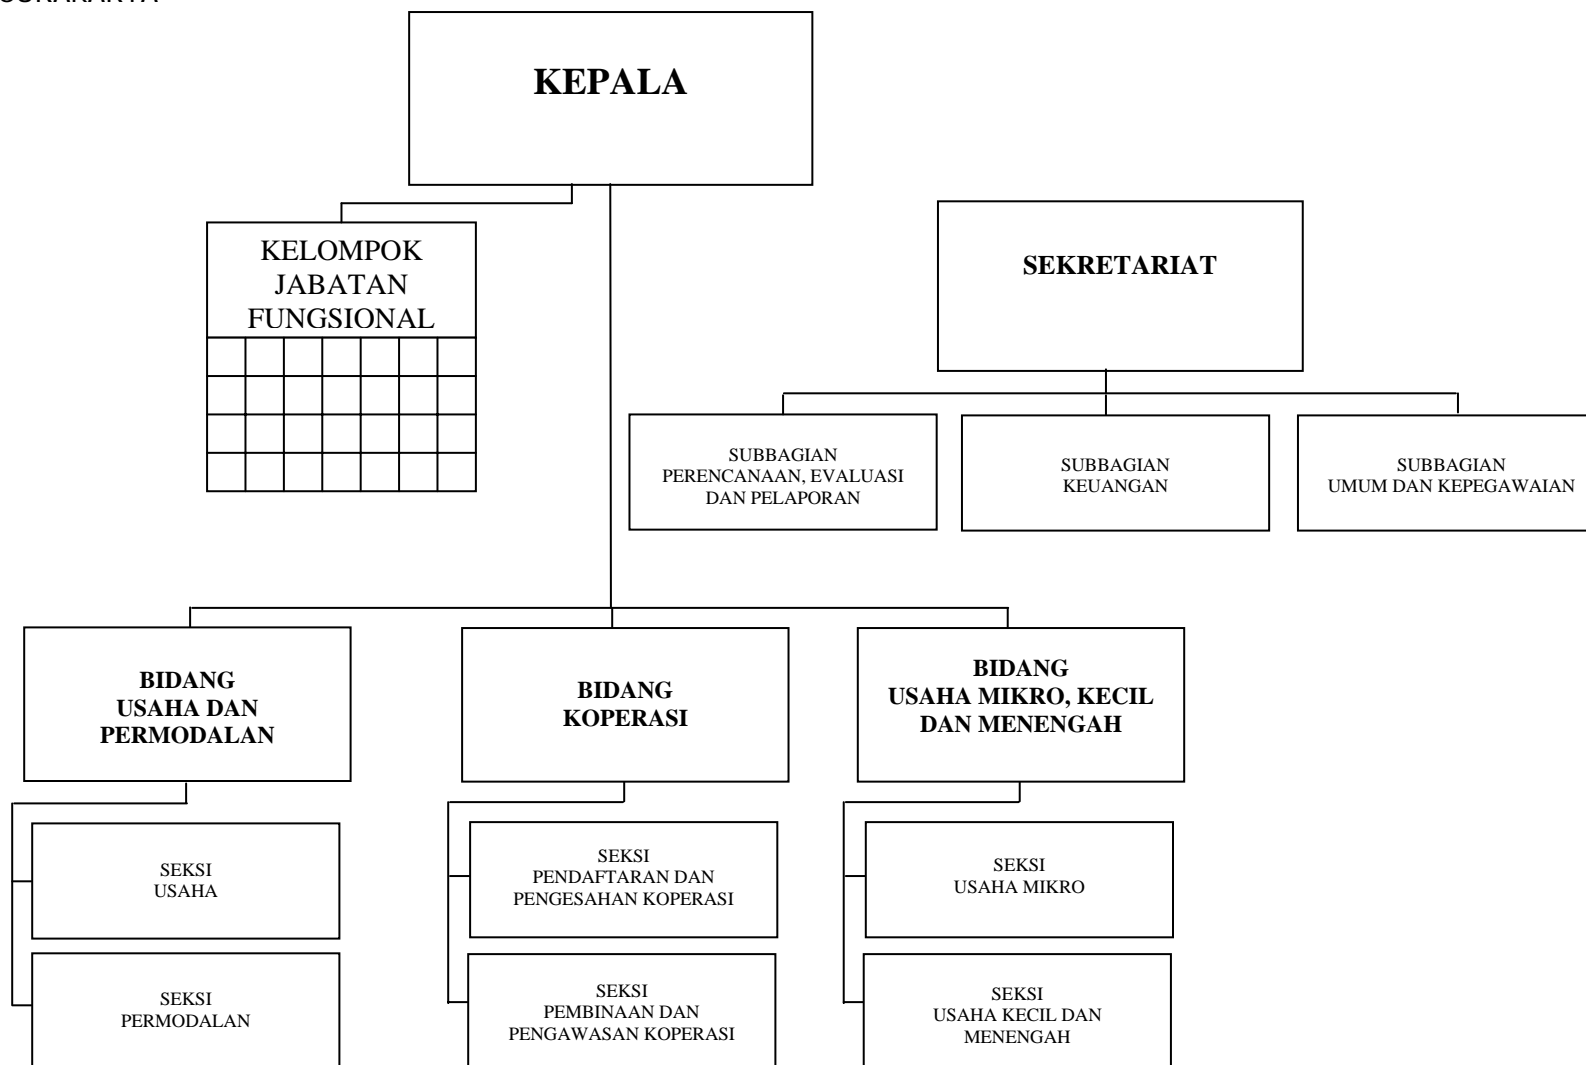 SURAKARTA
KEPALA
KELOMPOK
JABATAN
FUNGSIONAL
SEKRETARIAT
SUBBAGIAN
PERENCANAAN, EVALUASI
DAN PELAPORAN
SUBBAGIAN
KEUANGAN
SUBBAGIAN
UMUM DAN KEPEGAWAIAN
BIDANG
USAHA DAN
PERMODALAN
BIDANG
KOPERASI
BIDANG
USAHA MIKRO, KECIL
DAN MENENGAH
SEKSI
USAHA
SEKSI
PENDAFTARAN DAN
PENGESAHAN KOPERASI
SEKSI
USAHA MIKRO
SEKSI
PERMODALAN
SEKSI
PEMBINAAN DAN
PENGAWASAN KOPERASI
SEKSI
USAHA KECIL DAN
MENENGAH